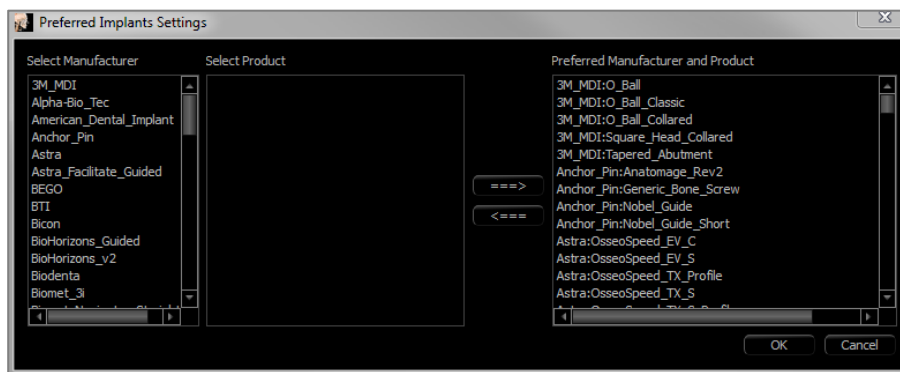 Preferred Implants Settings
Select Manufacturer
3M_MDI
Alpha-Bio_Tec
American_Dental_Implant
Anchor_Pin
Astra
Astra_Facilitate_Guided
BEGO
BTI
Bicon
BioHorizons_Guided
BioHorizons_v2
Biodenta
Biomet_3i
Select Product
===>
<===
Preferred Manufacturer and Product
3M_MDI:O_Ball
3M_MDI:O_Ball_Classic
3M_MDI:O_Ball_Collared
3M_MDI:Square_Head_Collared
3M_MDI:Tapered_Abutment
Anchor_Pin:Anatomage_Rev2
Anchor_Pin:Generic_Bone_Screw
Anchor_Pin:Nobel_Guide
Anchor_Pin:Nobel_Guide_Short
Astra:OsseoSpeed_EV_C
Astra:OsseoSpeed_EV_S
Astra:OsseoSpeed_TX_Profile
Astra:OsseoSpeed_TX_S
OK
Cancel